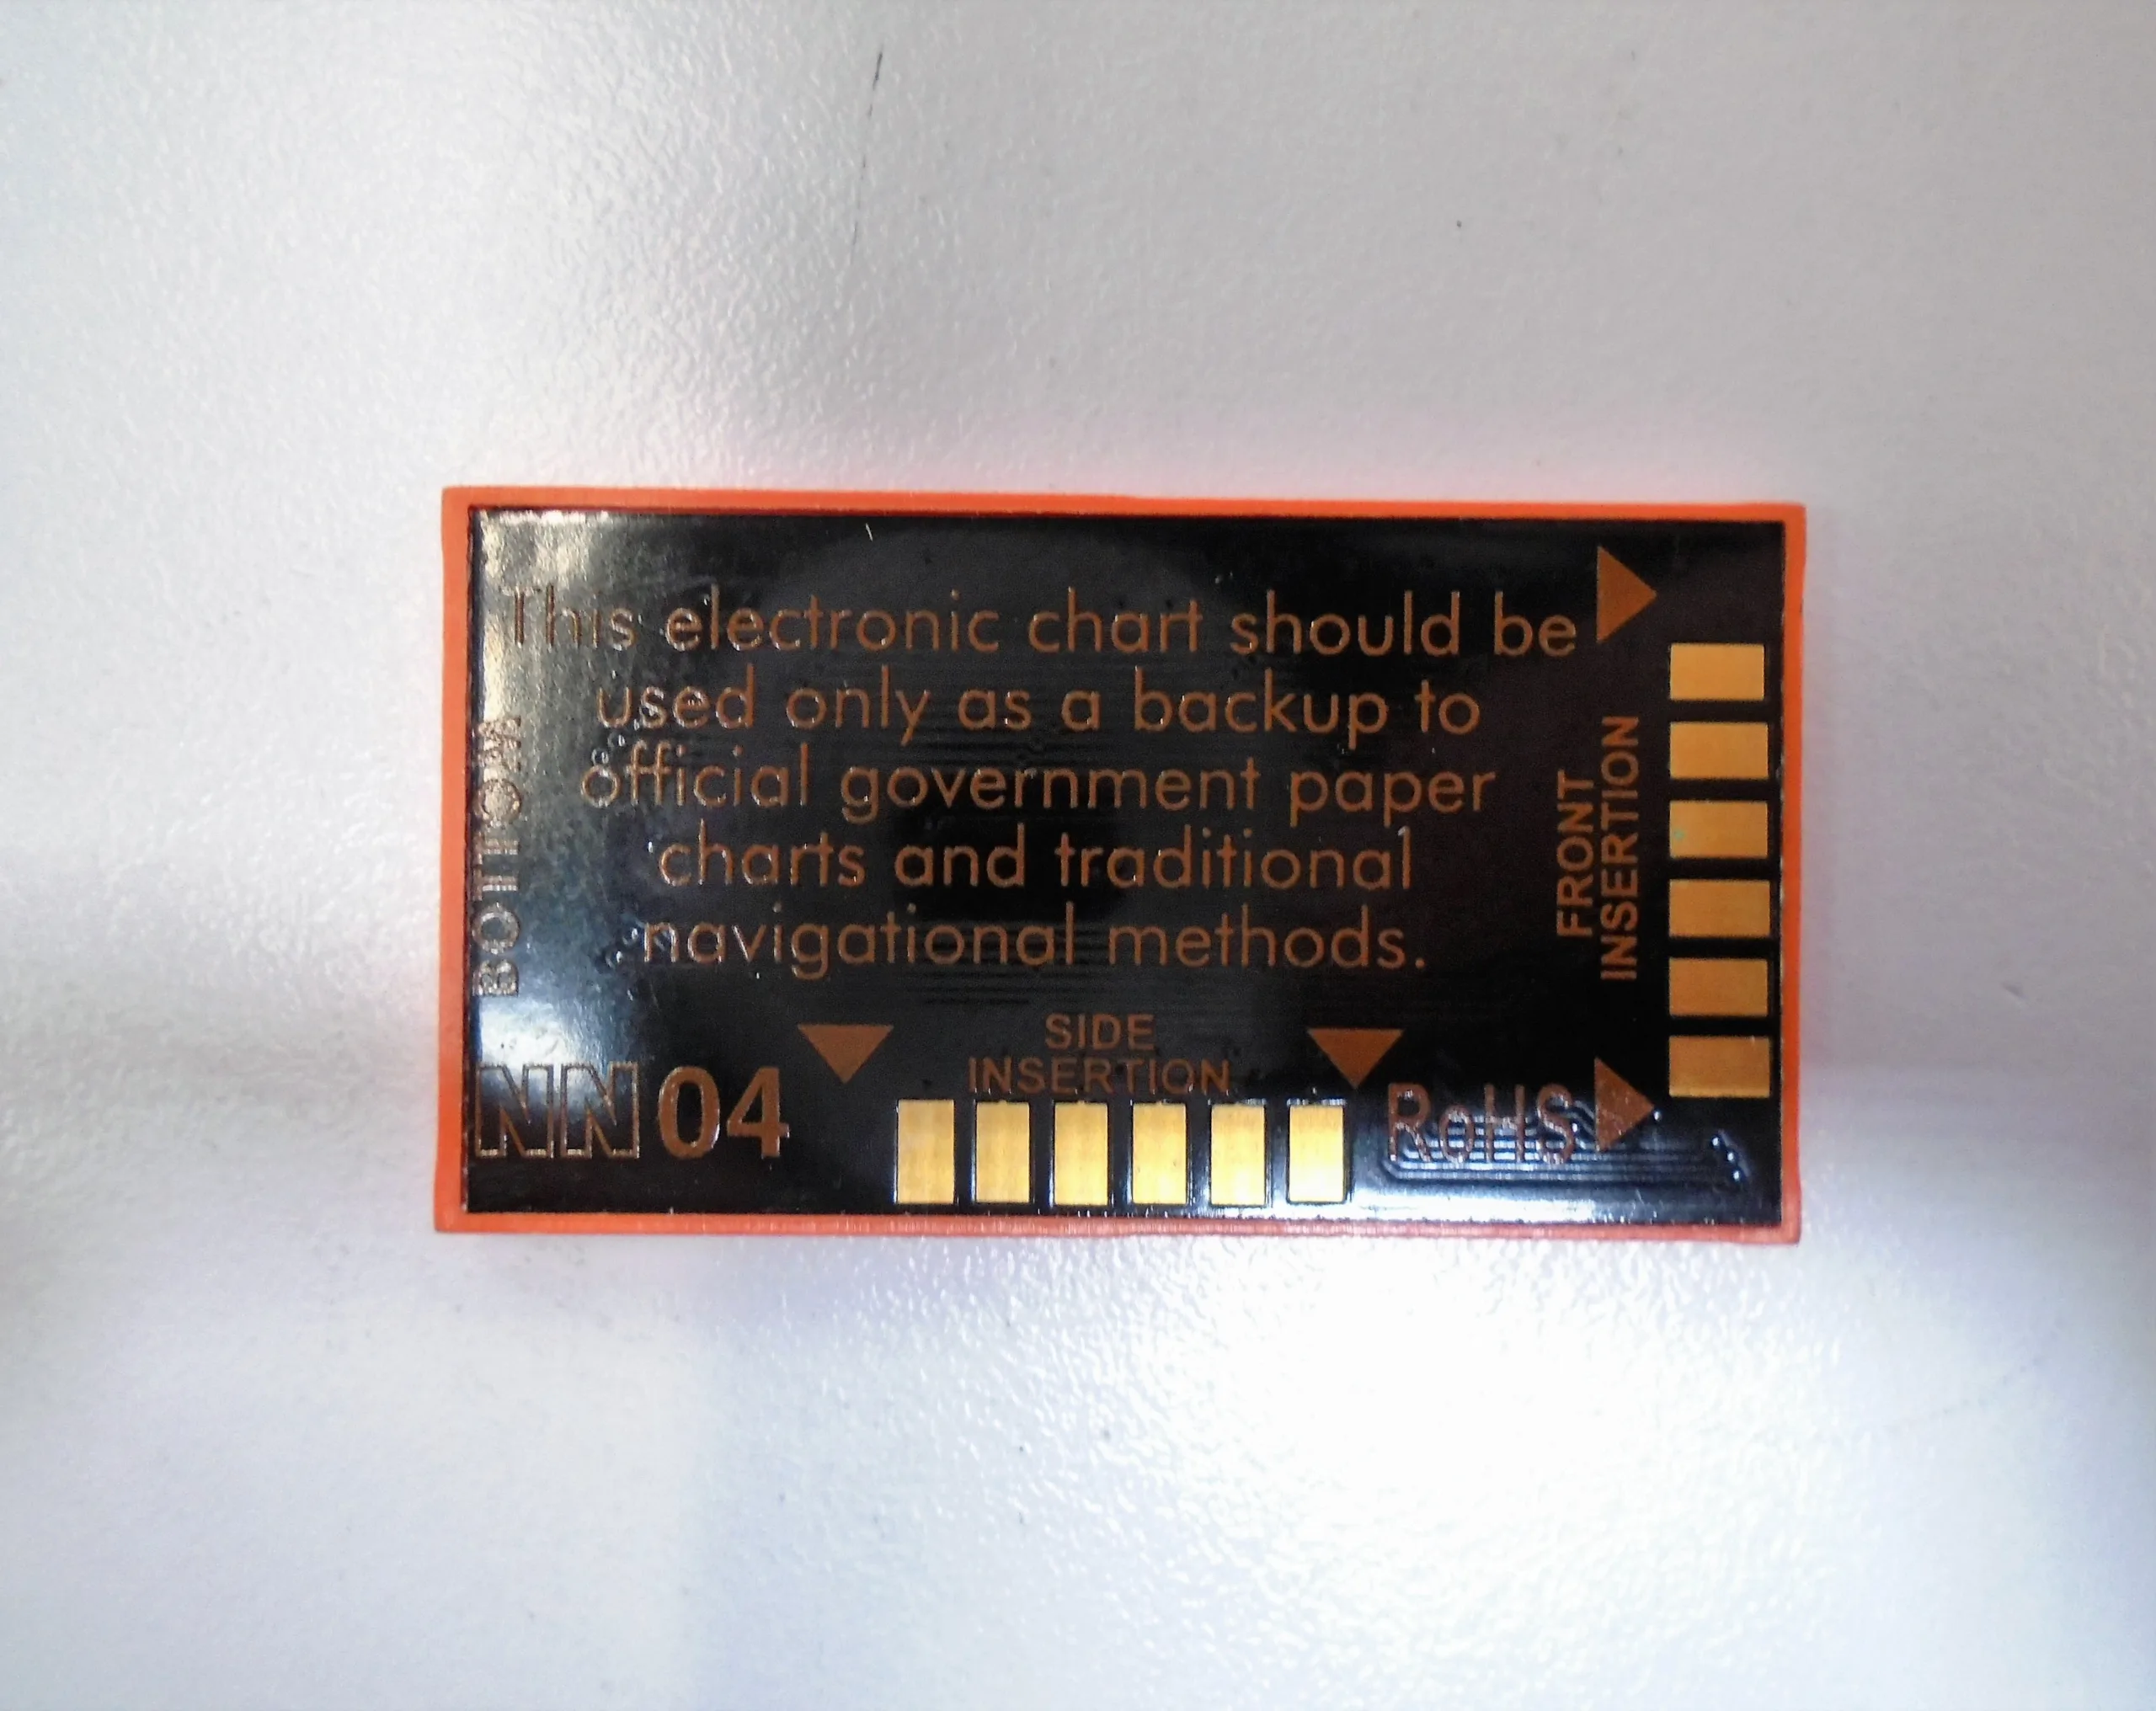 This electronic chart should be
used only as a backup to
official government paper
charts and traditional
navigational methods.
BOTTOM
FRONT
INSERTION
SIDE
INSERTION
NN 04
RoHS